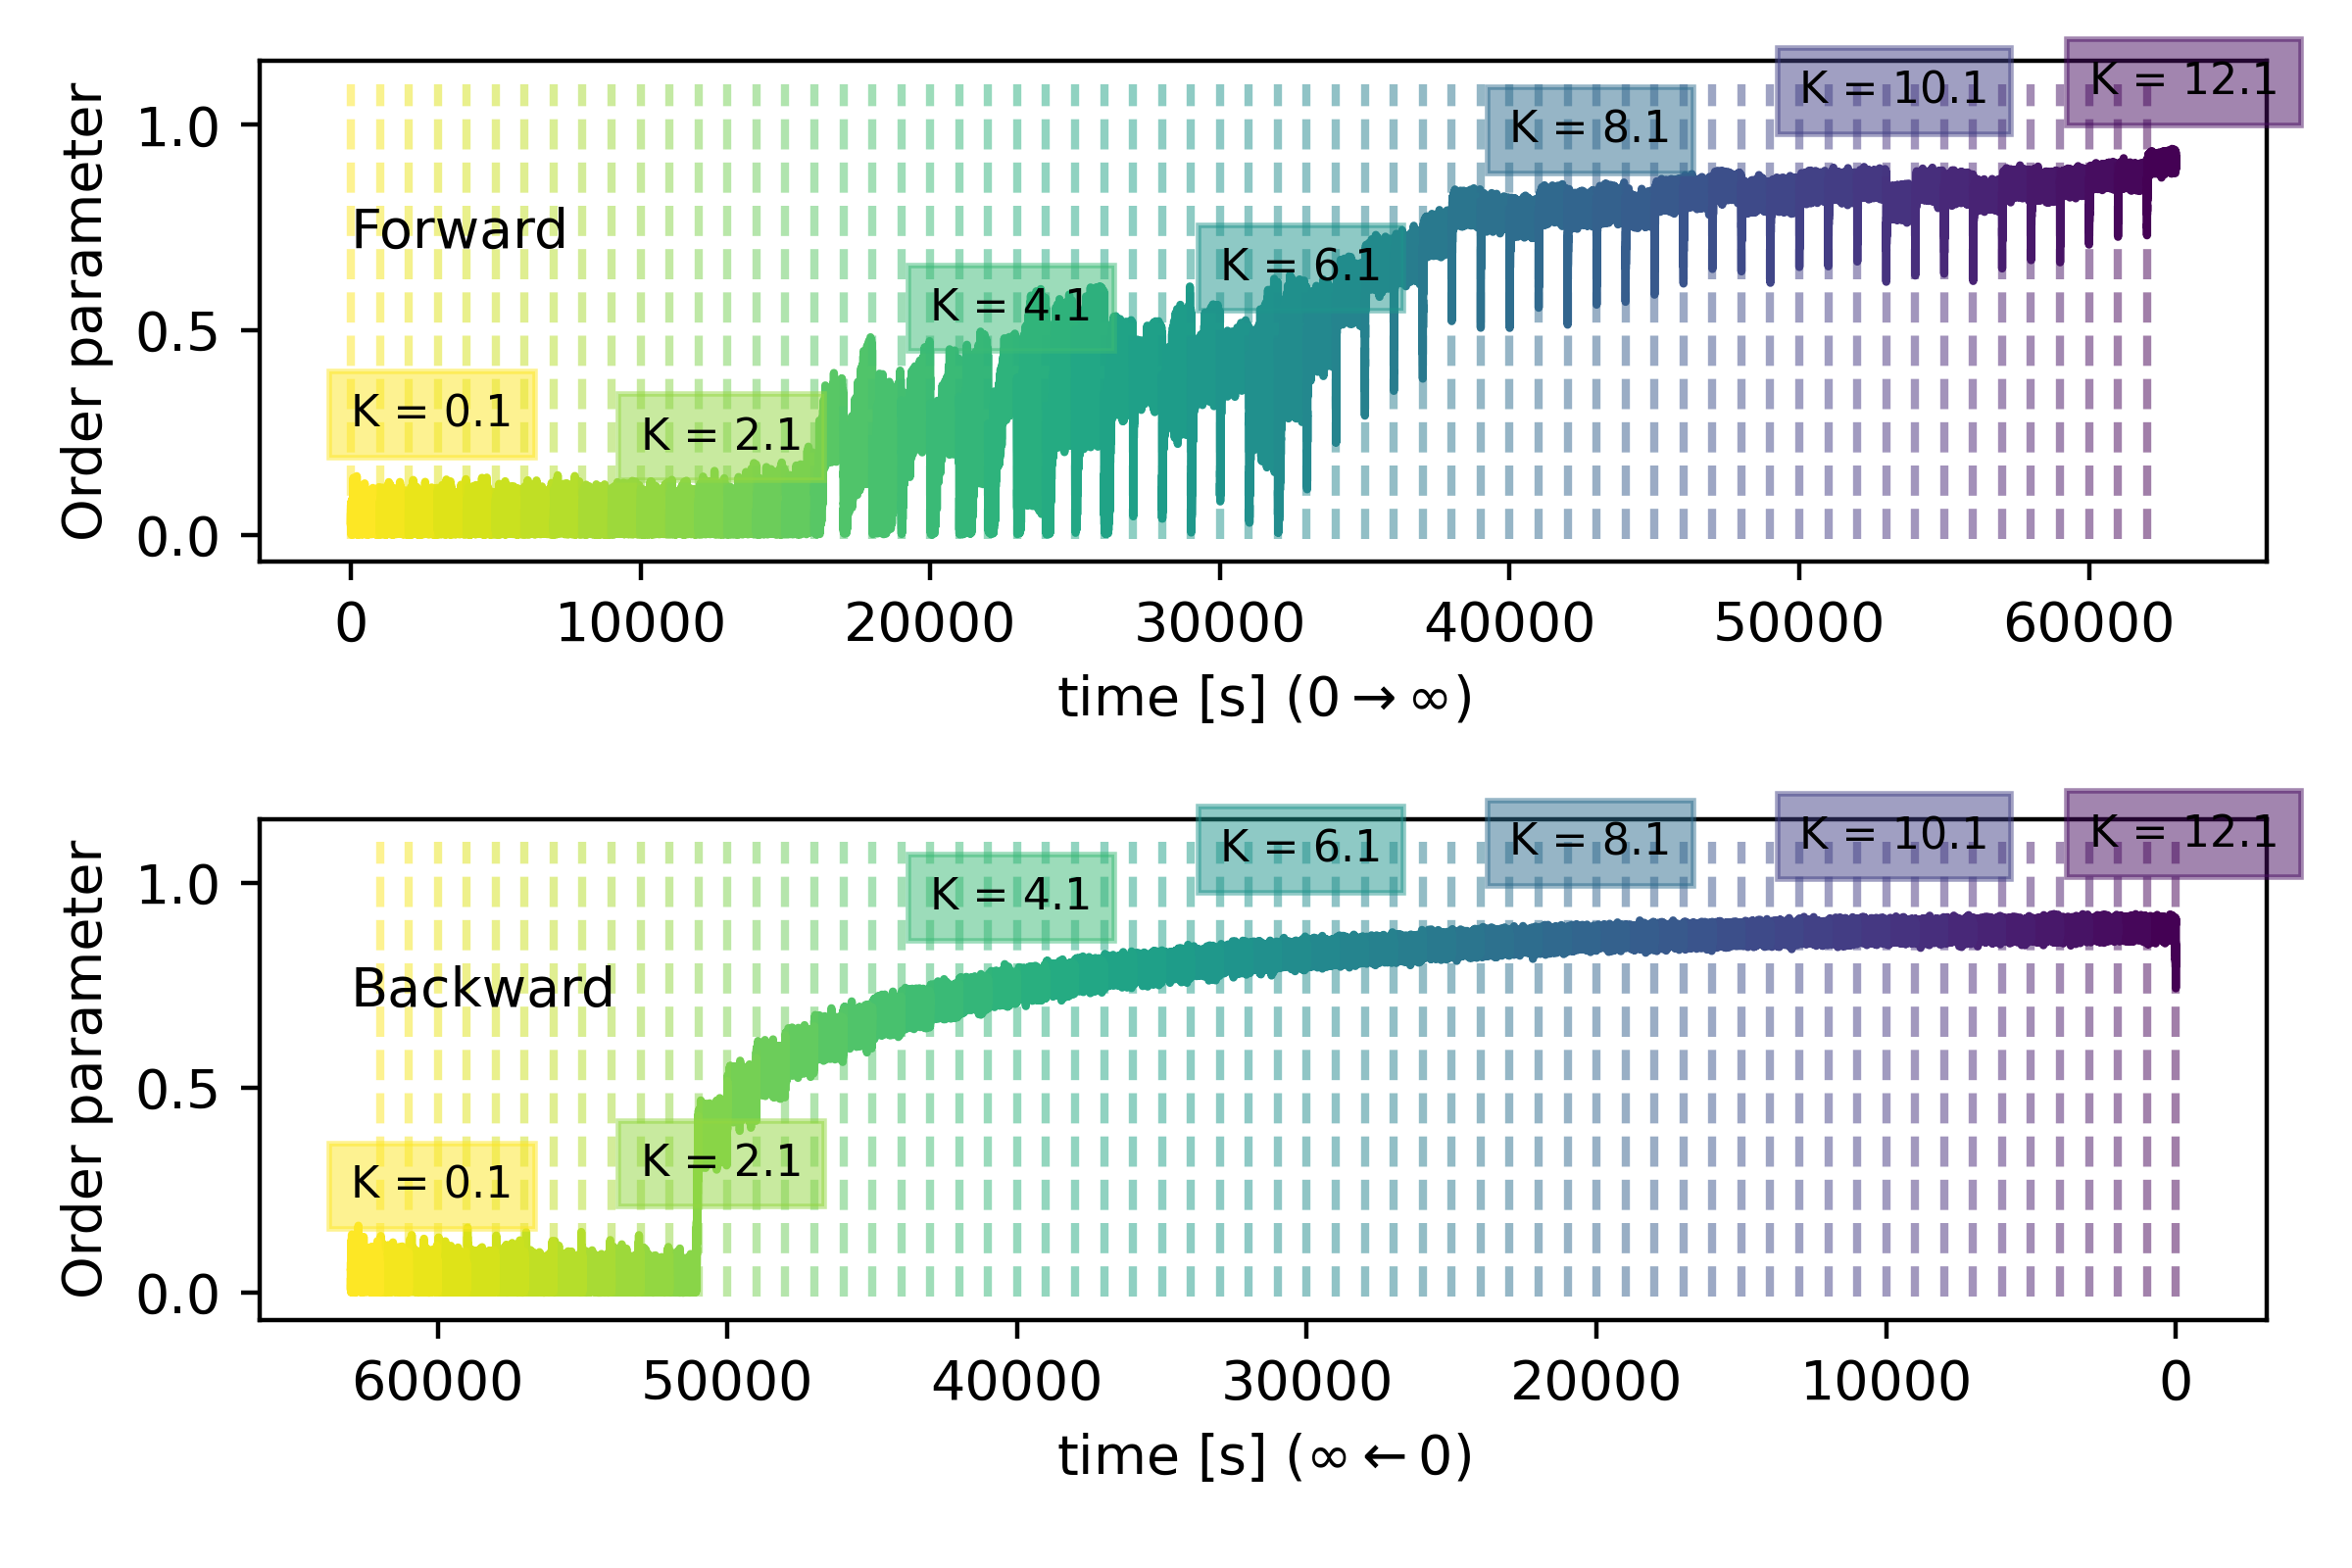 K = 12.1
K = 10.1
K = 8.1
1.0
Forward
K = 6.1
K = 4.1
0.5
K = 0.1
K = 2.1
0.0
Order parameter
0 10000 20000 30000 40000 50000 60000
time [s] (0→∞)
K = 12.1
K = 10.1
K = 8.1
K = 6.1
K = 4.1
1.0
Backward
0.5
K = 2.1
K = 0.1
0.0
Order parameter
60000 50000 40000 30000 20000 10000 0
time [s] (∞←0)